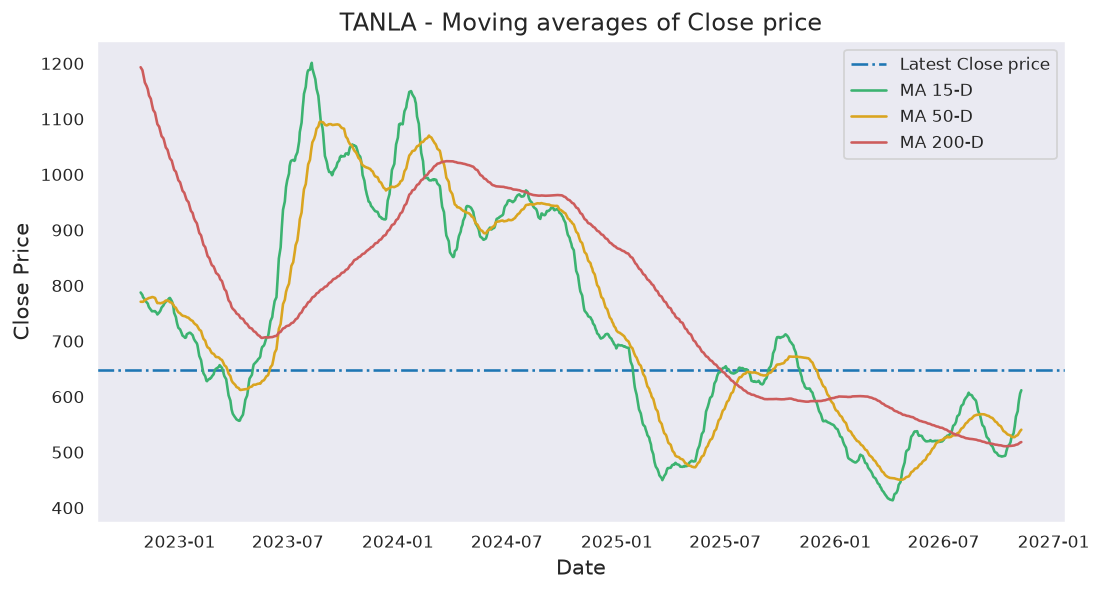 TANLA - Moving averages of Close price
Latest Close price
MA 15-D
MA 50-D
MA 200-D
Close Price
1200
1100
1000
900
800
700
600
500
400
2023-01 2023-07 2024-01 2024-07 2025-01 2025-07 2026-01 2026-07 2027-01
Date